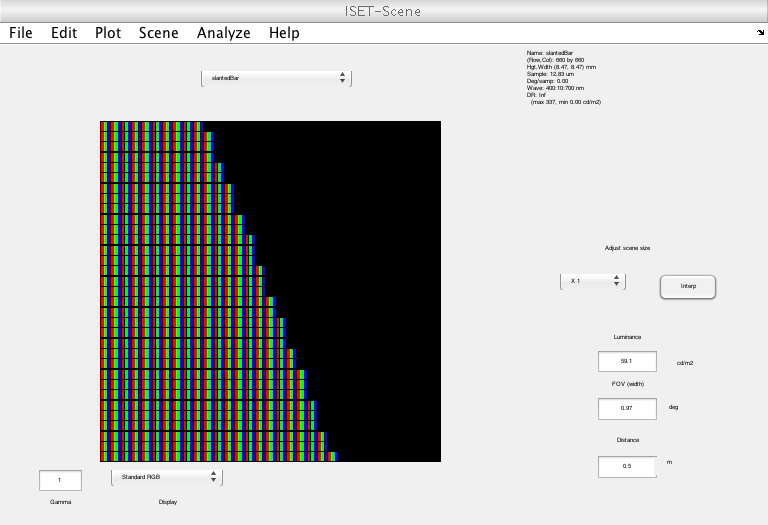 ISET-Scene
File Edit Plot Scene Analyze Help
slantedBar
Name: slantedBar
(Row,Col): 660 by 660
Hgt,Width (8.47, 8.47) mm
Sample: 12.83 um
Deg/samp: 0.00
Wave: 400:10:700 nm
DR: Inf
(max 337, min 0.00 cd/m2)
Adjust scene size
X 1
Interp
Luminance
59.1 cd/m2
FOV (width)
0.97 deg
Distance
0.5 m
1
Gamma
Standard RGB
Display